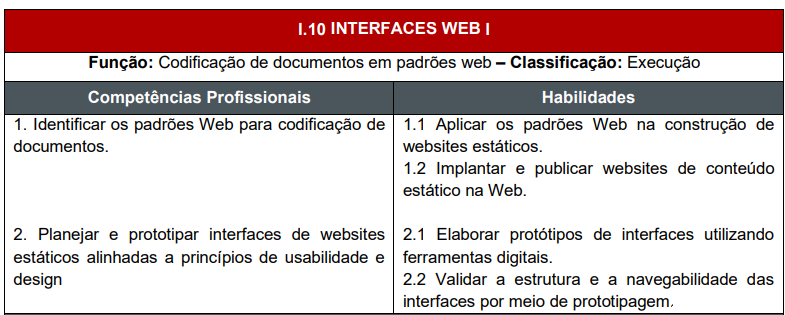 I.10 INTERFACES WEB I
Função: Codificação de documentos em padrões web – Classificação: Execução
Competências Profissionais
Habilidades
1. Identificar os padrões Web para codificação de
documentos.
1.1 Aplicar os padrões Web na construção de
websites estáticos.
1.2 Implantar e publicar websites de conteúdo
estático na Web.
2. Planejar e prototipar interfaces de websites
estáticos alinhadas a princípios de usabilidade e
design
2.1 Elaborar protótipos de interfaces utilizando
ferramentas digitais.
2.2 Validar a estrutura e a navegabilidade das
interfaces por meio de prototipagem.